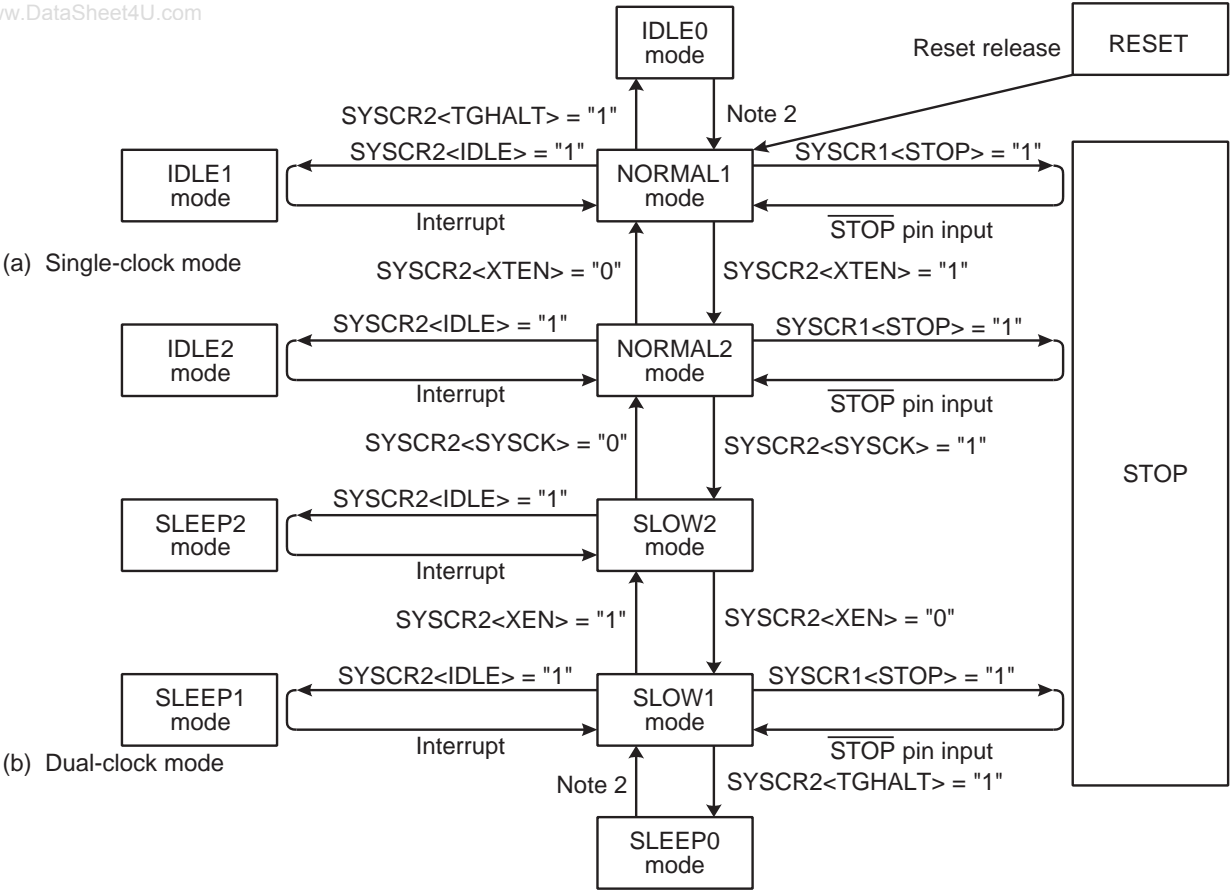 ww.DataSheet4U.com
IDLE0
mode
Reset release
RESET
SYSCR2<TGHALT> = "1"
Note 2
SYSCR2<IDLE> = "1"
SYSCR1<STOP> = "1"
IDLE1
mode
NORMAL1
mode
Interrupt
STOP pin input
(a) Single-clock mode
SYSCR2<XTEN> = "0"
SYSCR2<XTEN> = "1"
SYSCR2<IDLE> = "1"
SYSCR1<STOP> = "1"
IDLE2
mode
NORMAL2
mode
Interrupt
STOP pin input
SYSCR2<SYSCK> = "0"
SYSCR2<SYSCK> = "1"
STOP
SYSCR2<IDLE> = "1"
SLEEP2
mode
SLOW2
mode
Interrupt
SYSCR2<XEN> = "1"
SYSCR2<XEN> = "0"
SYSCR2<IDLE> = "1"
SYSCR1<STOP> = "1"
SLEEP1
mode
SLOW1
mode
Interrupt
STOP pin input
(b) Dual-clock mode
Note 2
SYSCR2<TGHALT> = "1"
SLEEP0
mode